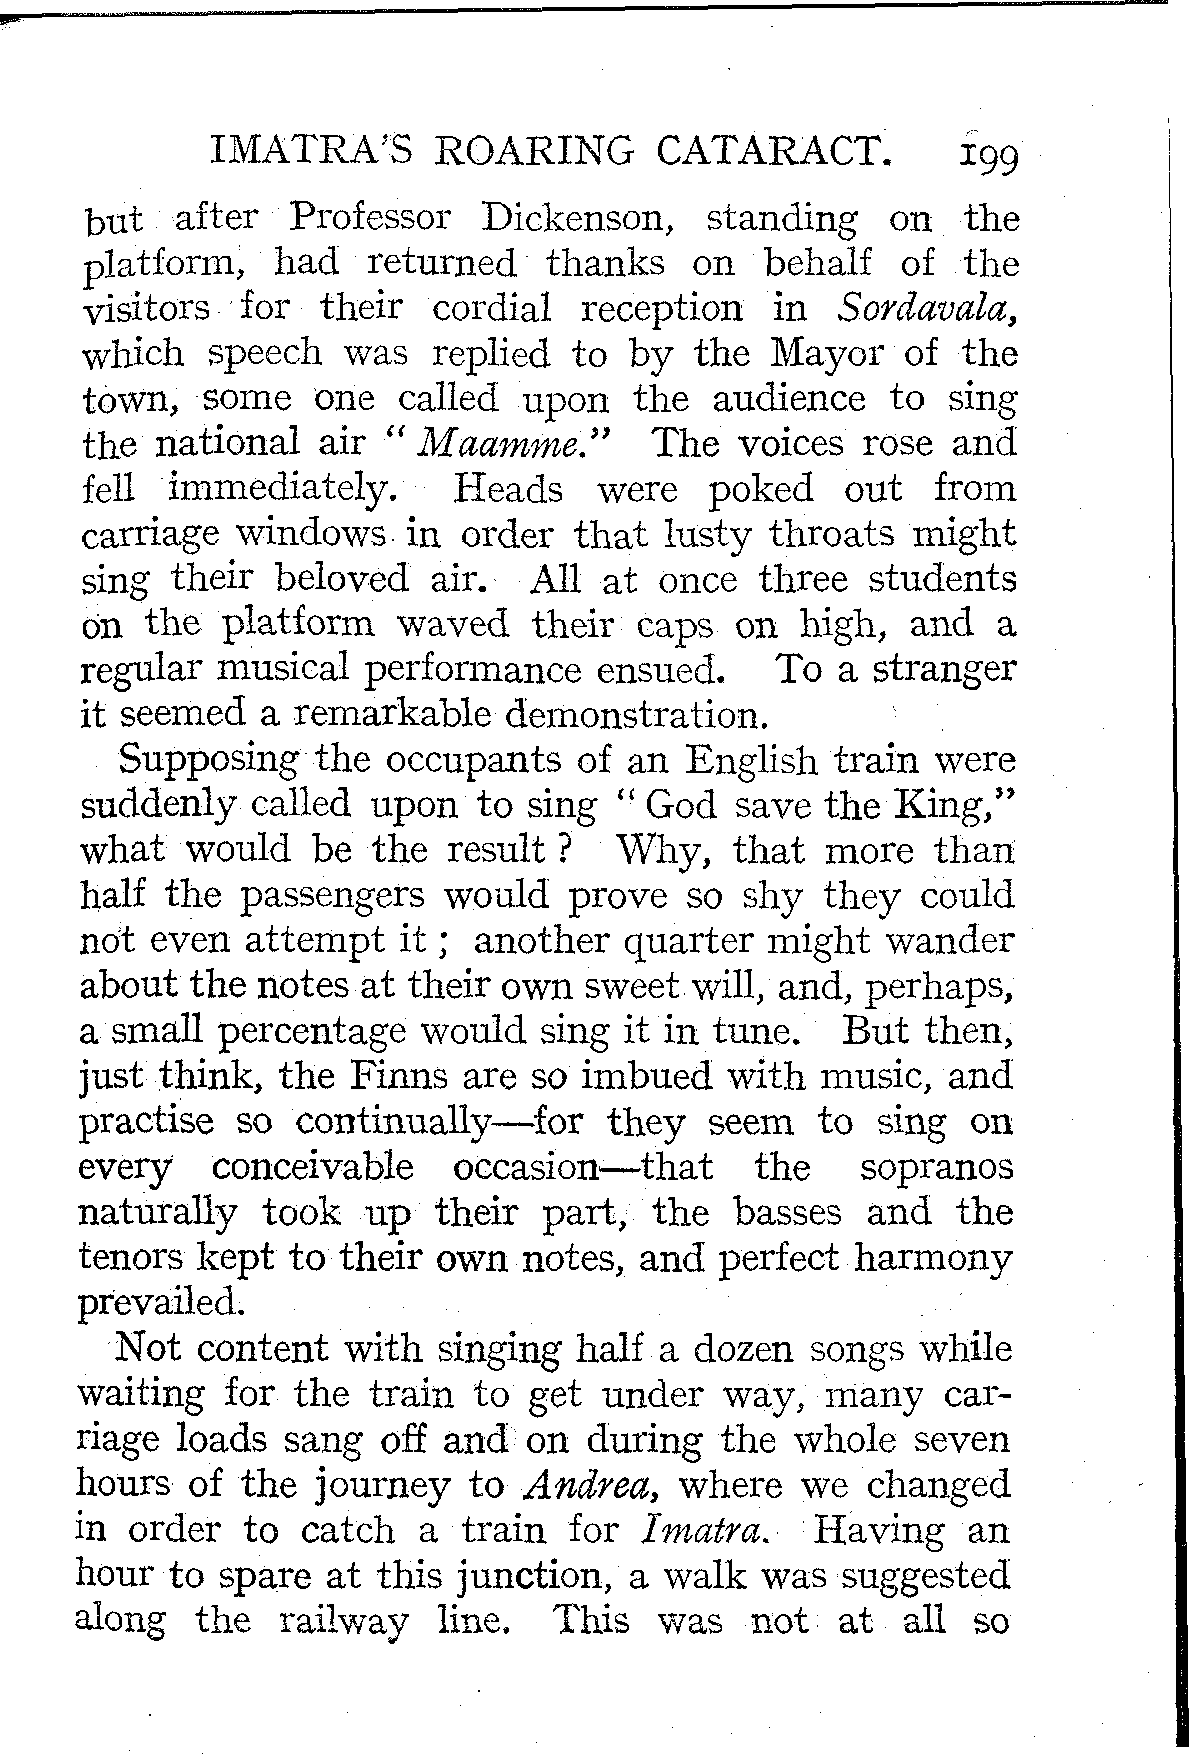 IMATRA'S ROARING CATARACT. 199
but after Professor Dickenson, standing on the
platform, had returned thanks on behalf of the
visitors for their cordial reception in Sordavala,
which speech was replied to by the Mayor of the
town, some one called upon the audience to sing
the national air “ Maamme.” The voices rose and
fell immediately. Heads were poked out from
carriage windows in order that lusty throats might
sing their beloved air. All at once three students
on the platform waved their caps on high, and a
regular musical performance ensued. To a stranger
it seemed a remarkable demonstration.
Supposing the occupants of an English train were
suddenly called upon to sing “ God save the King,”
what would be the result ? Why, that more than
half the passengers would prove so shy they could
not even attempt it ; another quarter might wander
about the notes at their own sweet will, and, perhaps,
a small percentage would sing it in tune. But then,
just think, the Finns are so imbued with music, and
practise so continually—for they seem to sing on
every conceivable occasion—that the sopranos
naturally took up their part, the basses and the
tenors kept to their own notes, and perfect harmony
prevailed.
Not content with singing half a dozen songs while
waiting for the train to get under way, many car-
riage loads sang off and on during the whole seven
hours of the journey to Andrea, where we changed
in order to catch a train for Imatra. Having an
hour to spare at this junction, a walk was suggested
along the railway line. This was not at all so